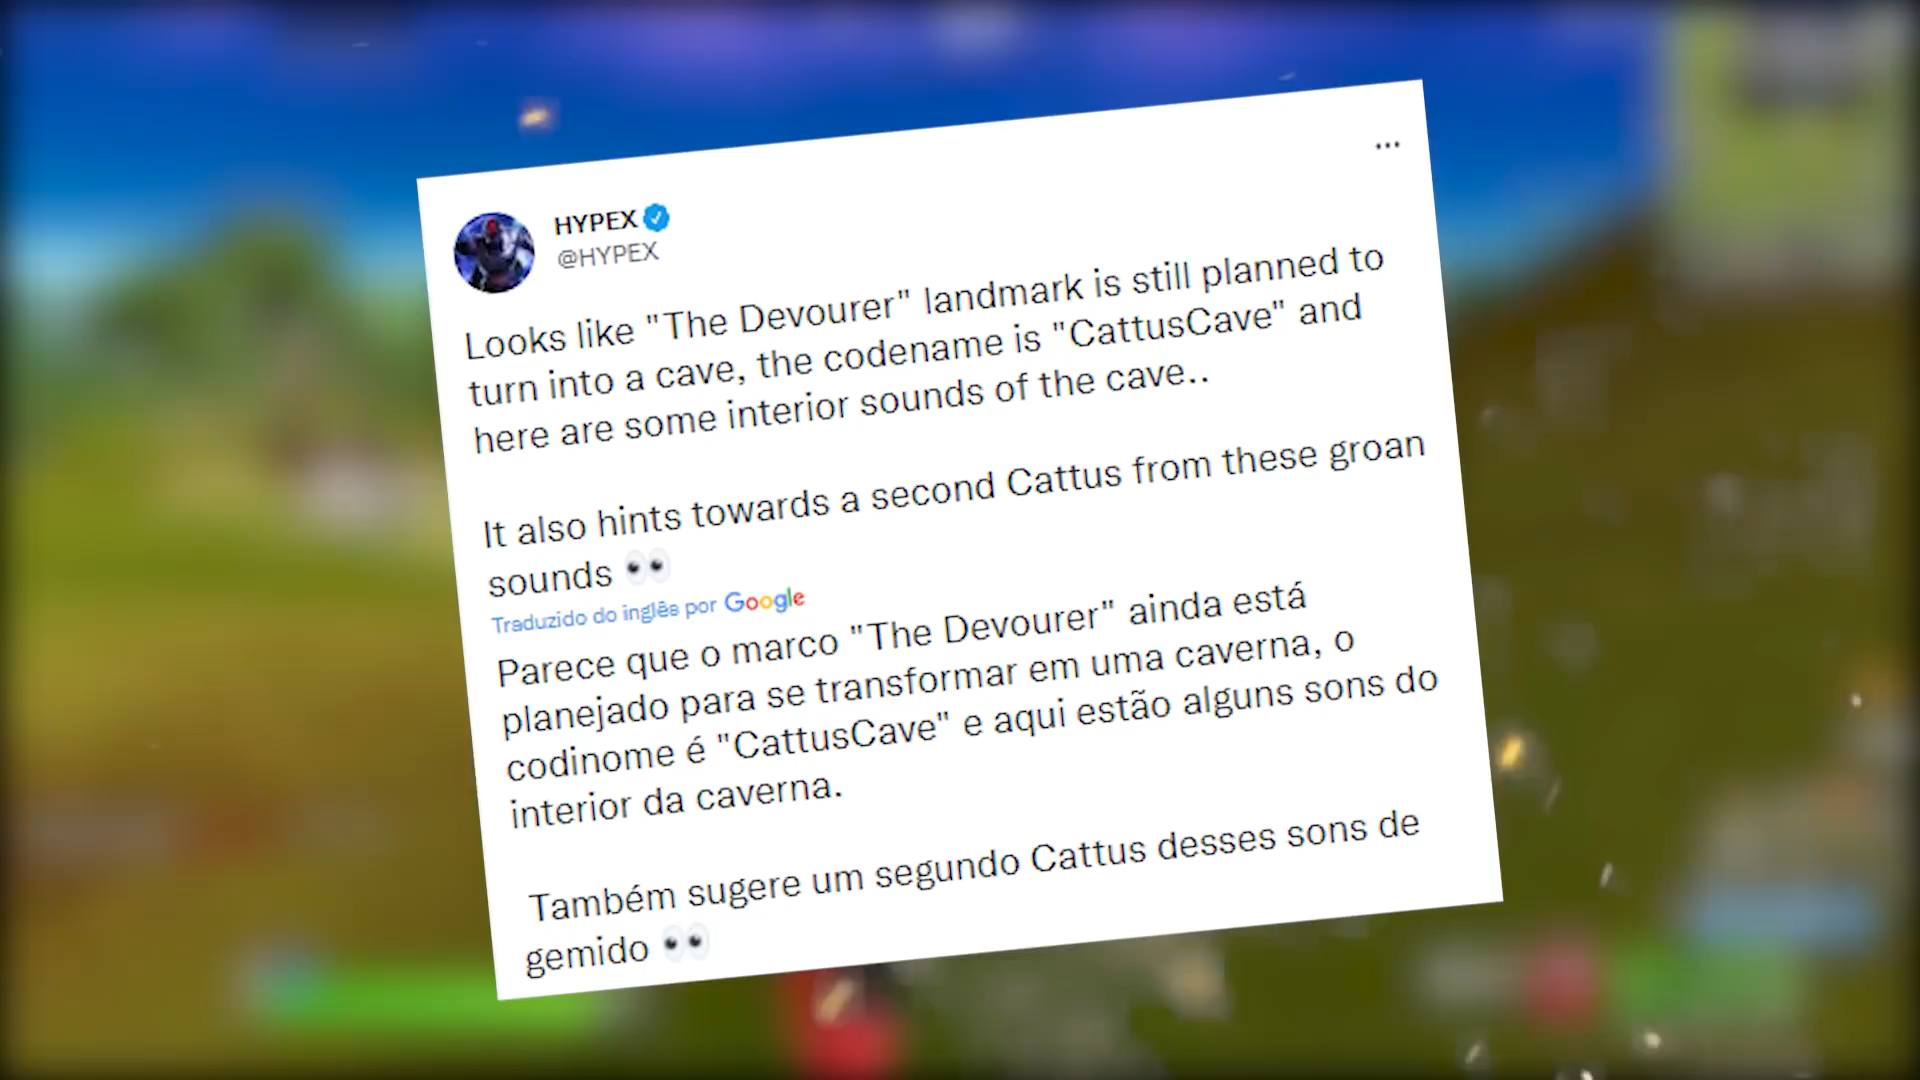 HYPEX
@HYPEX
Looks like "The Devourer" landmark is still planned to
turn into a cave, the codename is "CattusCave" and
here are some interior sounds of the cave..
It also hints towards a second Cattus from these groan
sounds 👀
Traduzido do inglês por Google
Parece que o marco "The Devourer" ainda está
planejado para se transformar em uma caverna, o
codinome é "CattusCave" e aqui estão alguns sons do
interior da caverna.
Também sugere um segundo Cattus desses sons de
gemido 👀